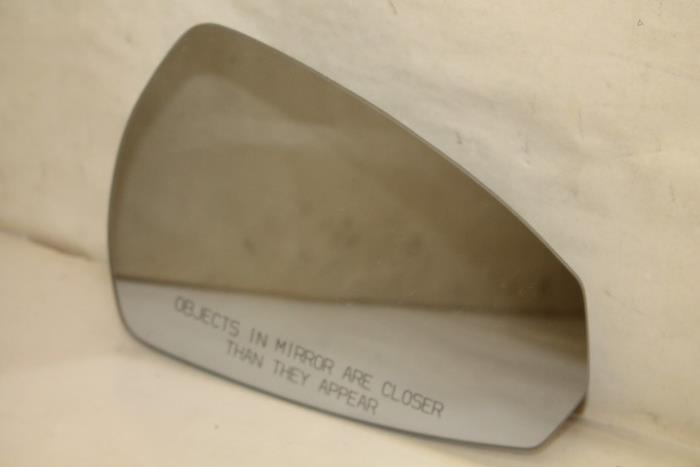 OBJECTS IN MIRROR ARE CLOSER
THAN THEY APPEAR